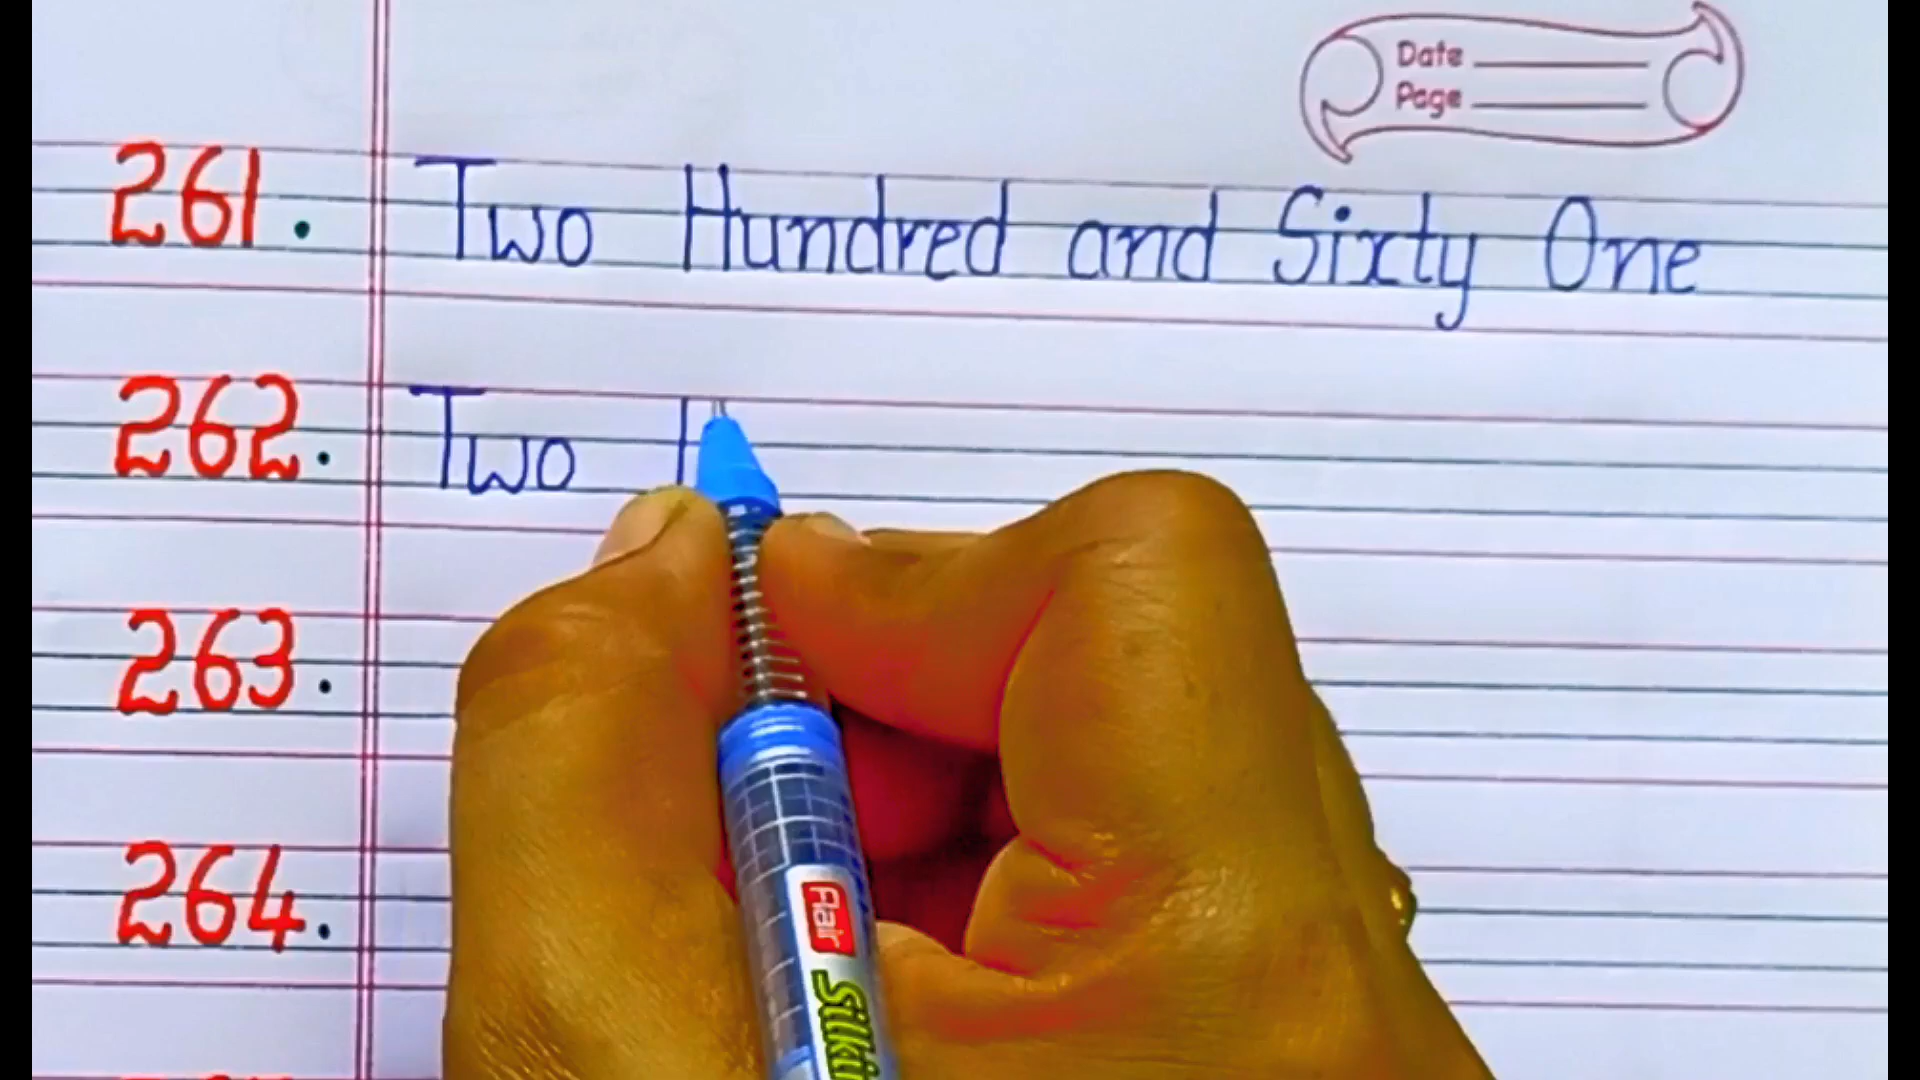 Date
Page
261. Two Hundred and Sixty One
262. Two
263.
264.
Flair